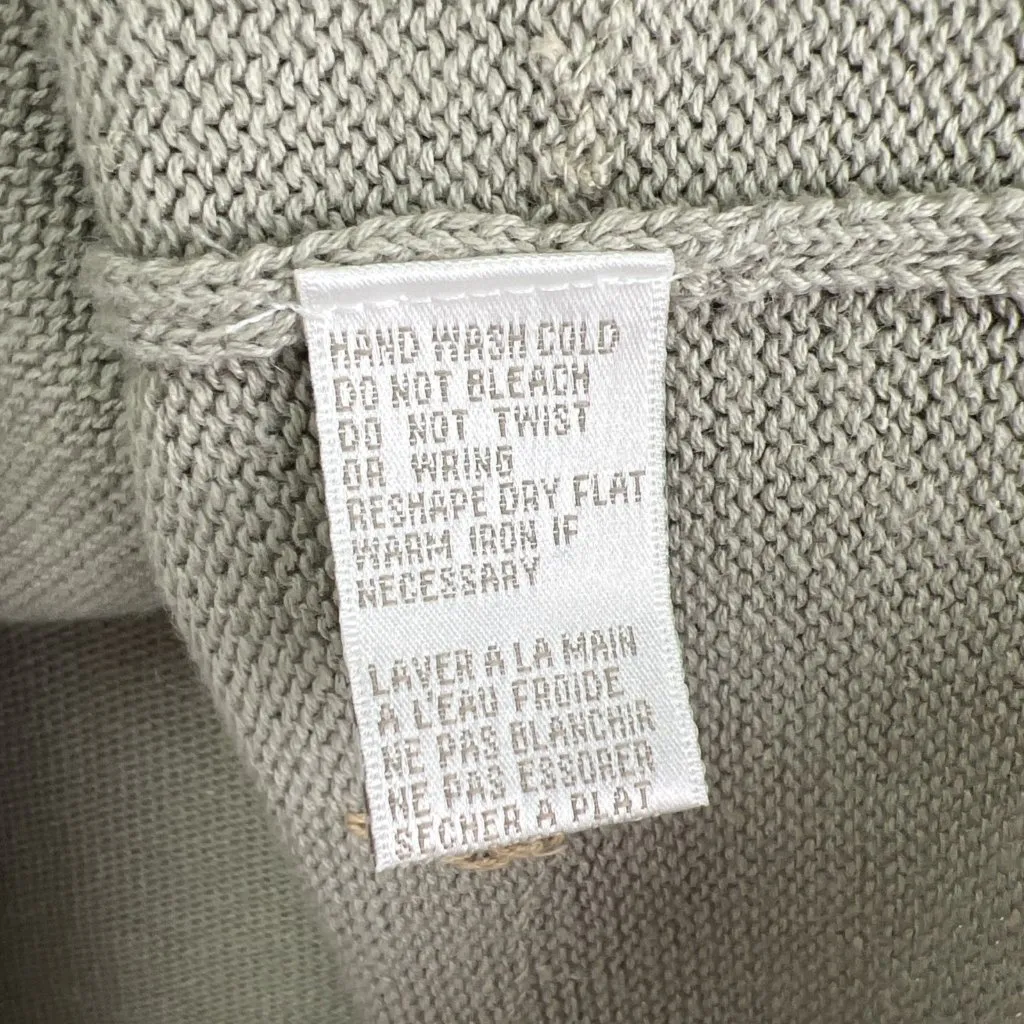 HAND WASH COLD
DO NOT BLEACH
DO NOT TWIST
OR WRING
RESHAPE DRY FLAT
WARM IRON IF
NECESSARY
LAVER A LA MAIN
A LEAU FROIDE
NE PAS BLANCHIR
NE PAS ESSORER
SECHER A PLAT